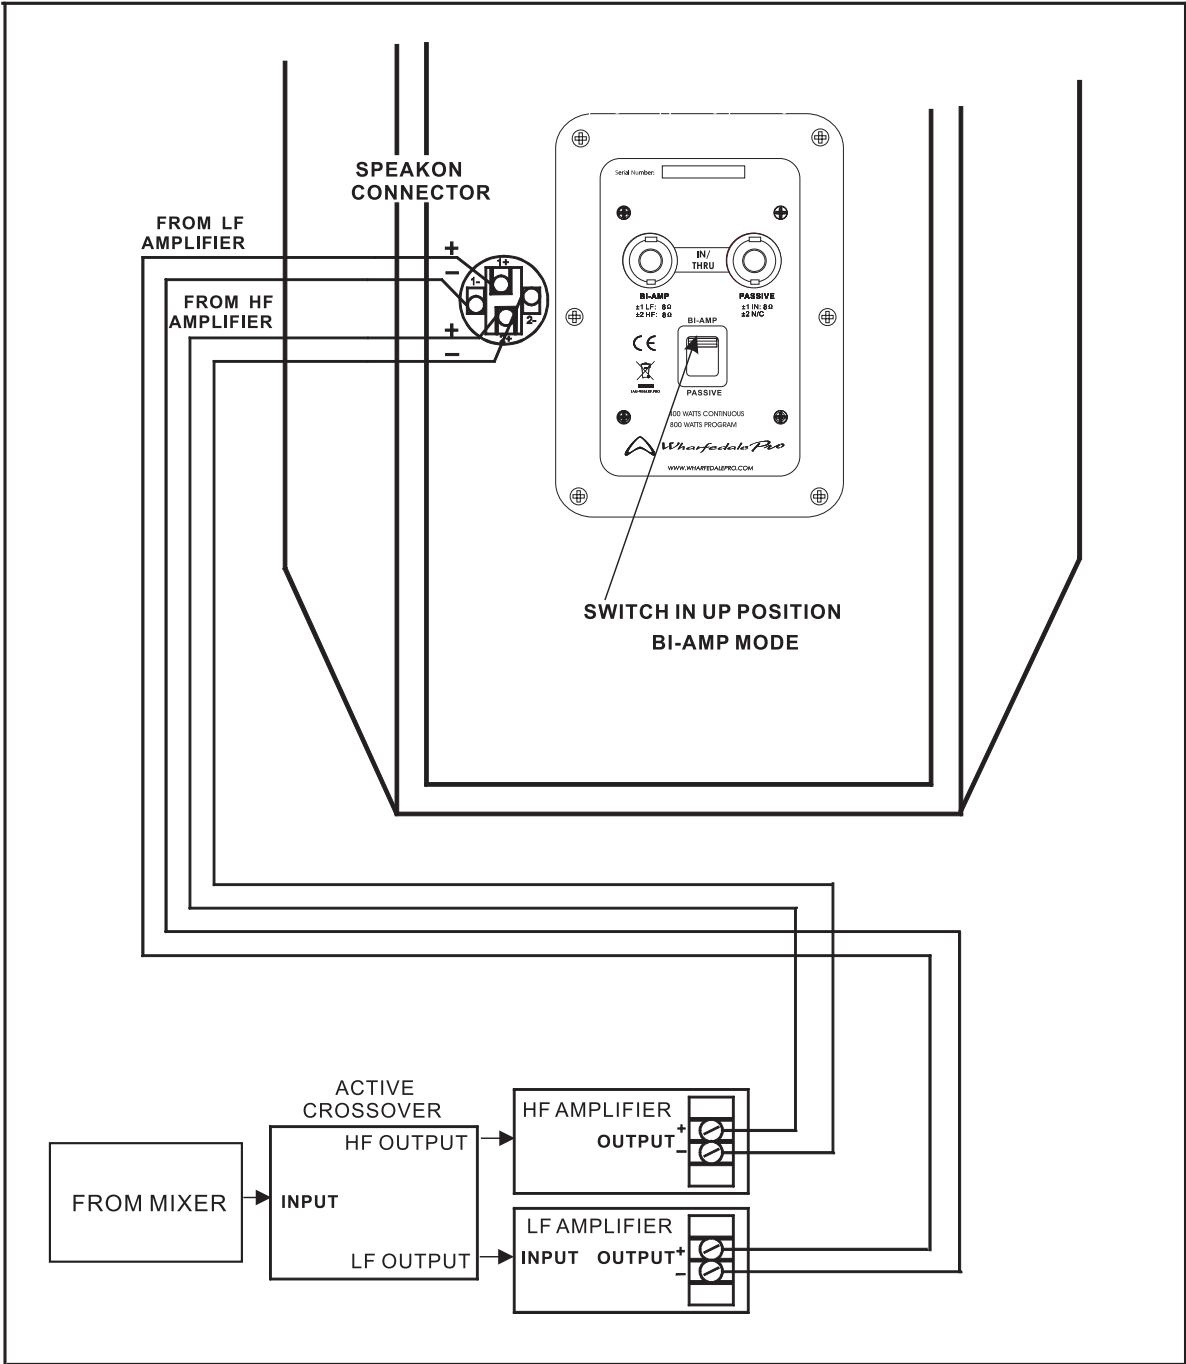 SPEAKON
CONNECTOR
FROM LF
AMPLIFIER
+
−
FROM HF
AMPLIFIER
+
−
1+
1-
2-
2+
Serial Number:
IN/
THRU
BI-AMP
±1 LF: 8Ω
±2 HF: 8Ω
PASSIVE
±1 IN: 8Ω
±2 N/C
BI-AMP
CE
PASSIVE
400 WATTS CONTINUOUS
800 WATTS PROGRAM
Wharfedale Pro
WWW.WHARFEDALEPRO.COM
SWITCH IN UP POSITION
BI-AMP MODE
ACTIVE
CROSSOVER
HF OUTPUT
INPUT
LF OUTPUT
FROM MIXER
HF AMPLIFIER
OUTPUT
+
−
LF AMPLIFIER
INPUT OUTPUT
+
−